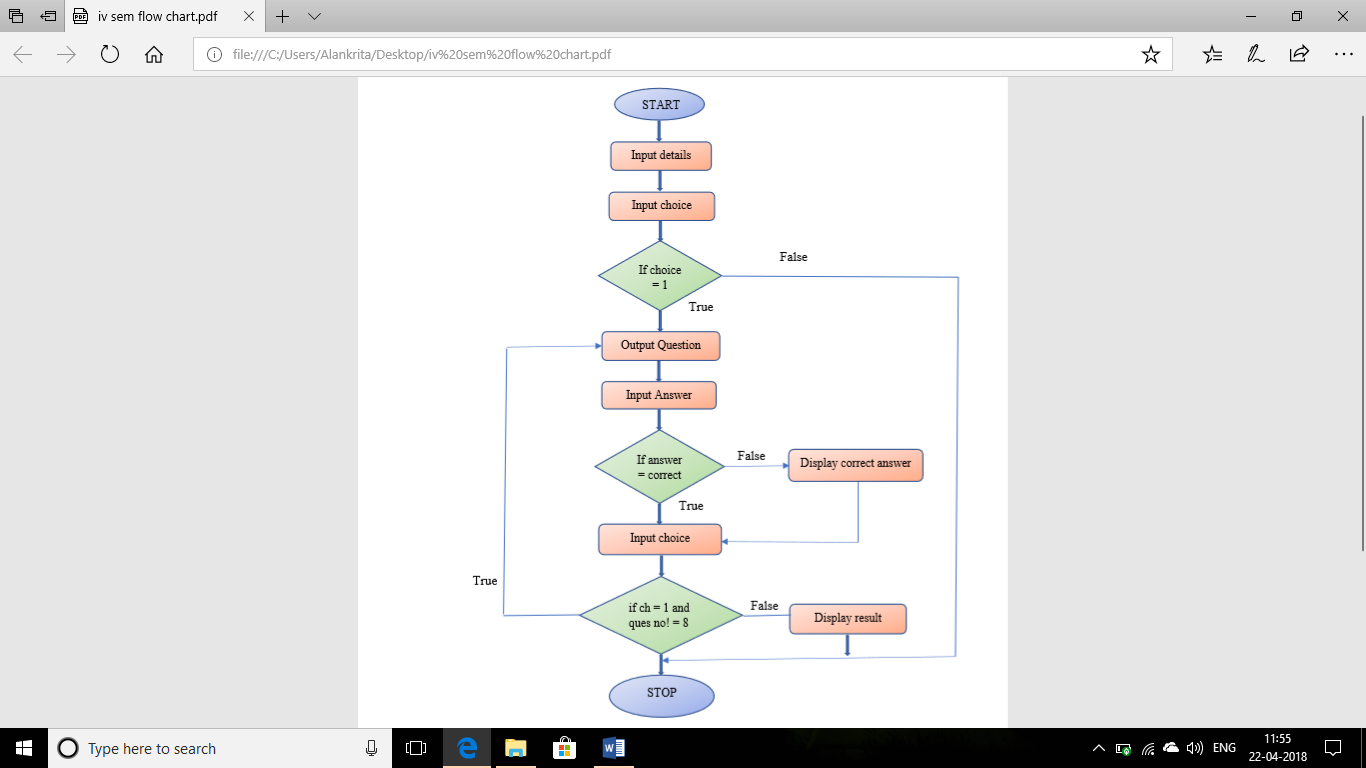 iv sem flow chart.pdf
file:///C:/Users/Alankrita/Desktop/iv%20sem%20flow%20chart.pdf
START
Input details
Input choice
If choice
= 1
False
True
Output Question
Input Answer
If answer
= correct
False
Display correct answer
True
Input choice
True
if ch = 1 and
ques no! = 8
False
Display result
STOP
Type here to search
ENG
11:55
22-04-2018